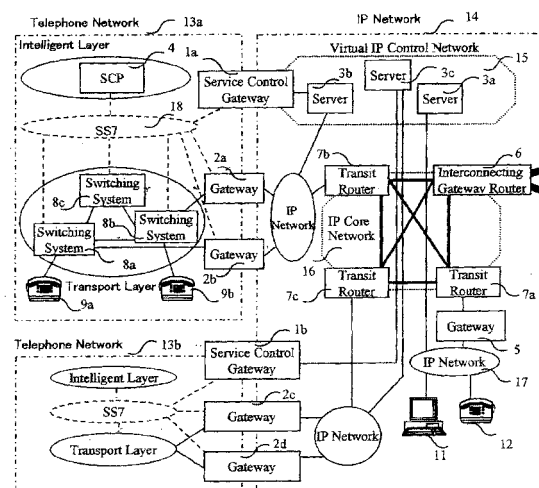 Telephone Network
13a
IP Network
14
Intelligent Layer
4
1a
Virtual IP Control Network
15
SCP
Service Control
Gateway
3b
Server
Server
3c
3a
Server
18
SS7
2a
7b
6
Switching
System
8c
Gateway
Transit
Router
Interconnecting
Gateway Router
Switching
System
8b
Switching
System
8a
IP
Network
IP Core
Network
16
Gateway
2b
Transport Layer
9a
9b
Transit
Router
7c
Transit
Router
7a
Gateway
5
Telephone Network
13b
1b
Service Control
Gateway
IP Network
17
Intelligent Layer
SS7
2c
Gateway
IP Network
Transport Layer
2d
Gateway
11
12